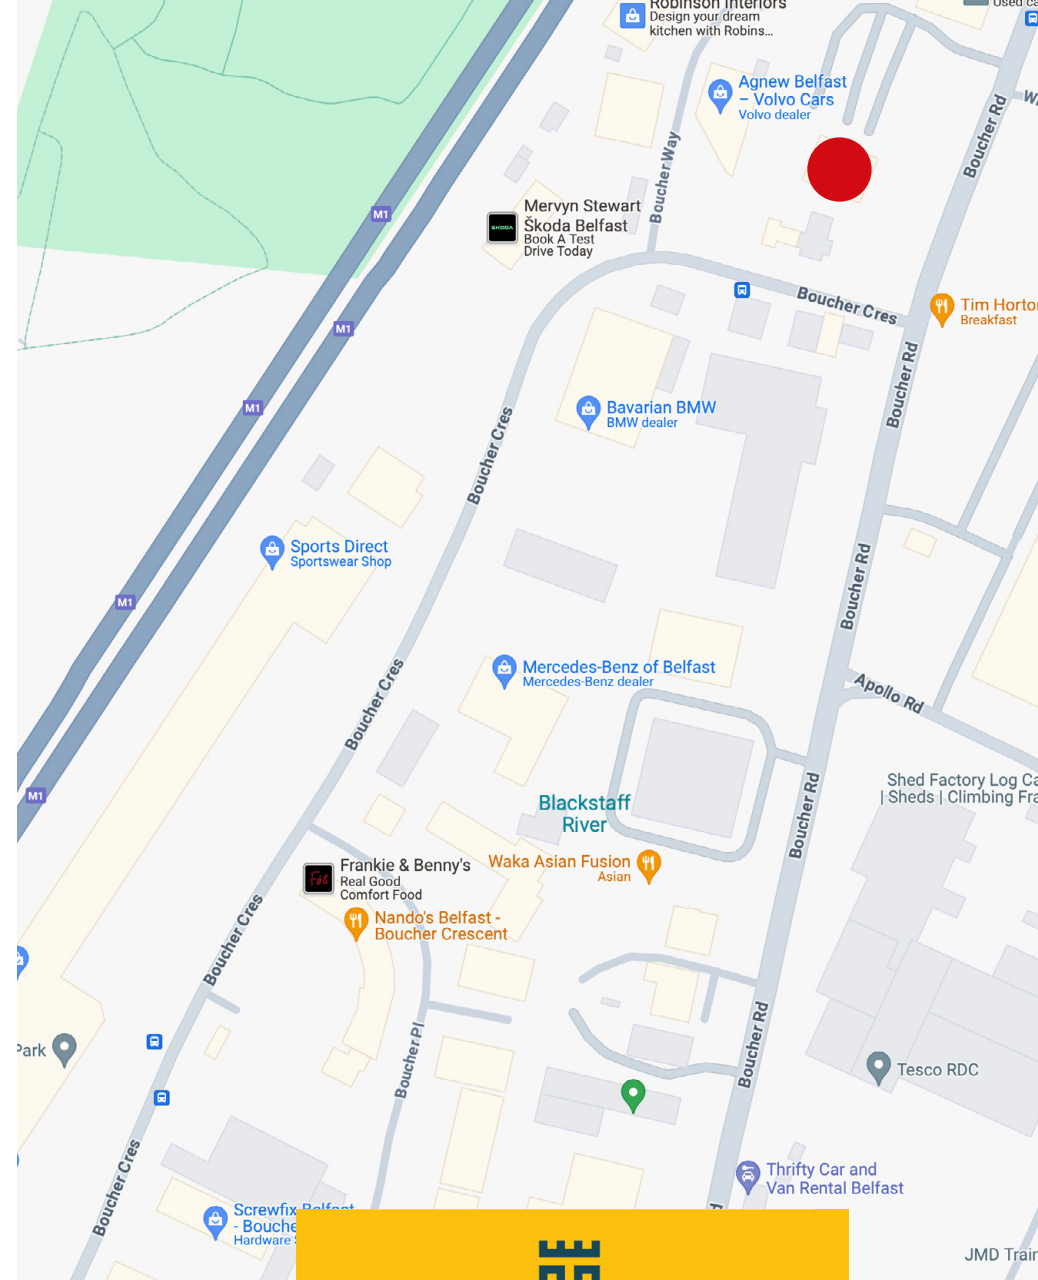 Robinson Interiors
Design your dream
kitchen with Robins...
Used ca
Agnew Belfast
– Volvo Cars
Volvo dealer
Boucher Rd
Boucher Way
M1
Mervyn Stewart
Škoda Belfast
Book A Test
Drive Today
SKODA
Boucher Cres
Tim Horto
Breakfast
M1
Boucher Rd
M1
Bavarian BMW
BMW dealer
Boucher Cres
Sports Direct
Sportswear Shop
M1
Boucher Rd
Mercedes-Benz of Belfast
Mercedes-Benz dealer
Apollo Rd
Boucher Cres
M1
Shed Factory Log Ca
| Sheds | Climbing Fra
Blackstaff
River
Boucher Rd
Frankie & Benny's
Real Good
Comfort Food
Waka Asian Fusion
Asian
Nando's Belfast -
Boucher Crescent
Boucher Cres
Park
Boucher Rd
Boucher Pl
Tesco RDC
Thrifty Car and
Van Rental Belfast
Boucher Cres
Screwfix Belfast
- Bouche
Hardware
JMD Train